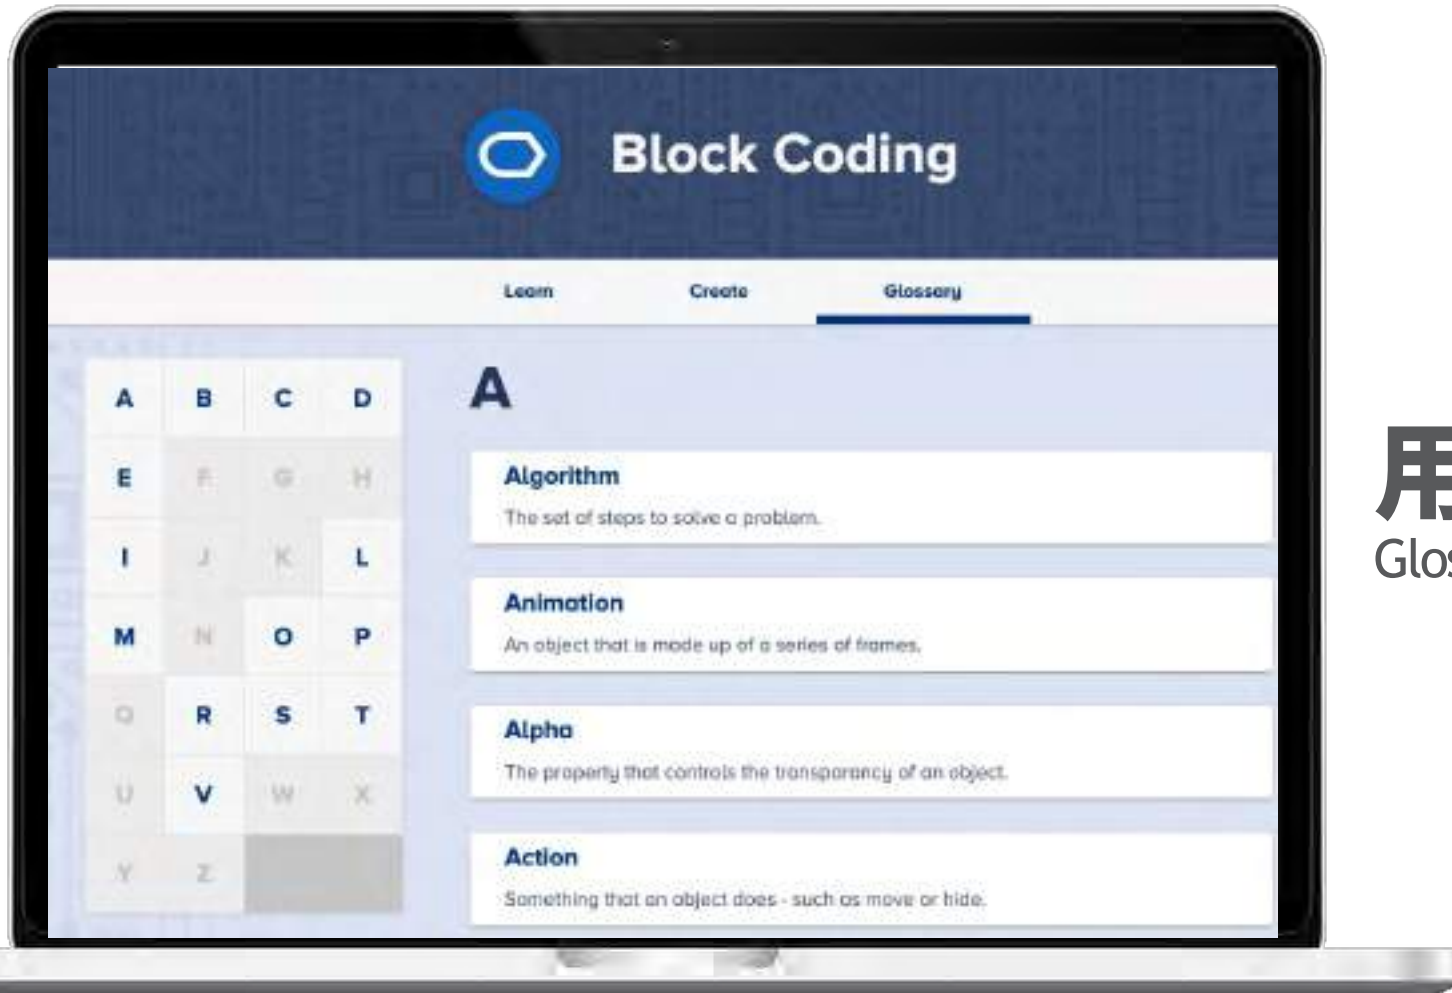 Block Coding
Learn Create Glossary
A B C D
E F G H
I J K L
M N O P
Q R S T
U V W X
Y Z
A
Algorithm
The set of steps to solve a problem.
Animation
An object that is made up of a series of frames.
Alpha
The property that controls the transparancy of an object.
Action
Something that an object does - such as move or hide.
用
Glos